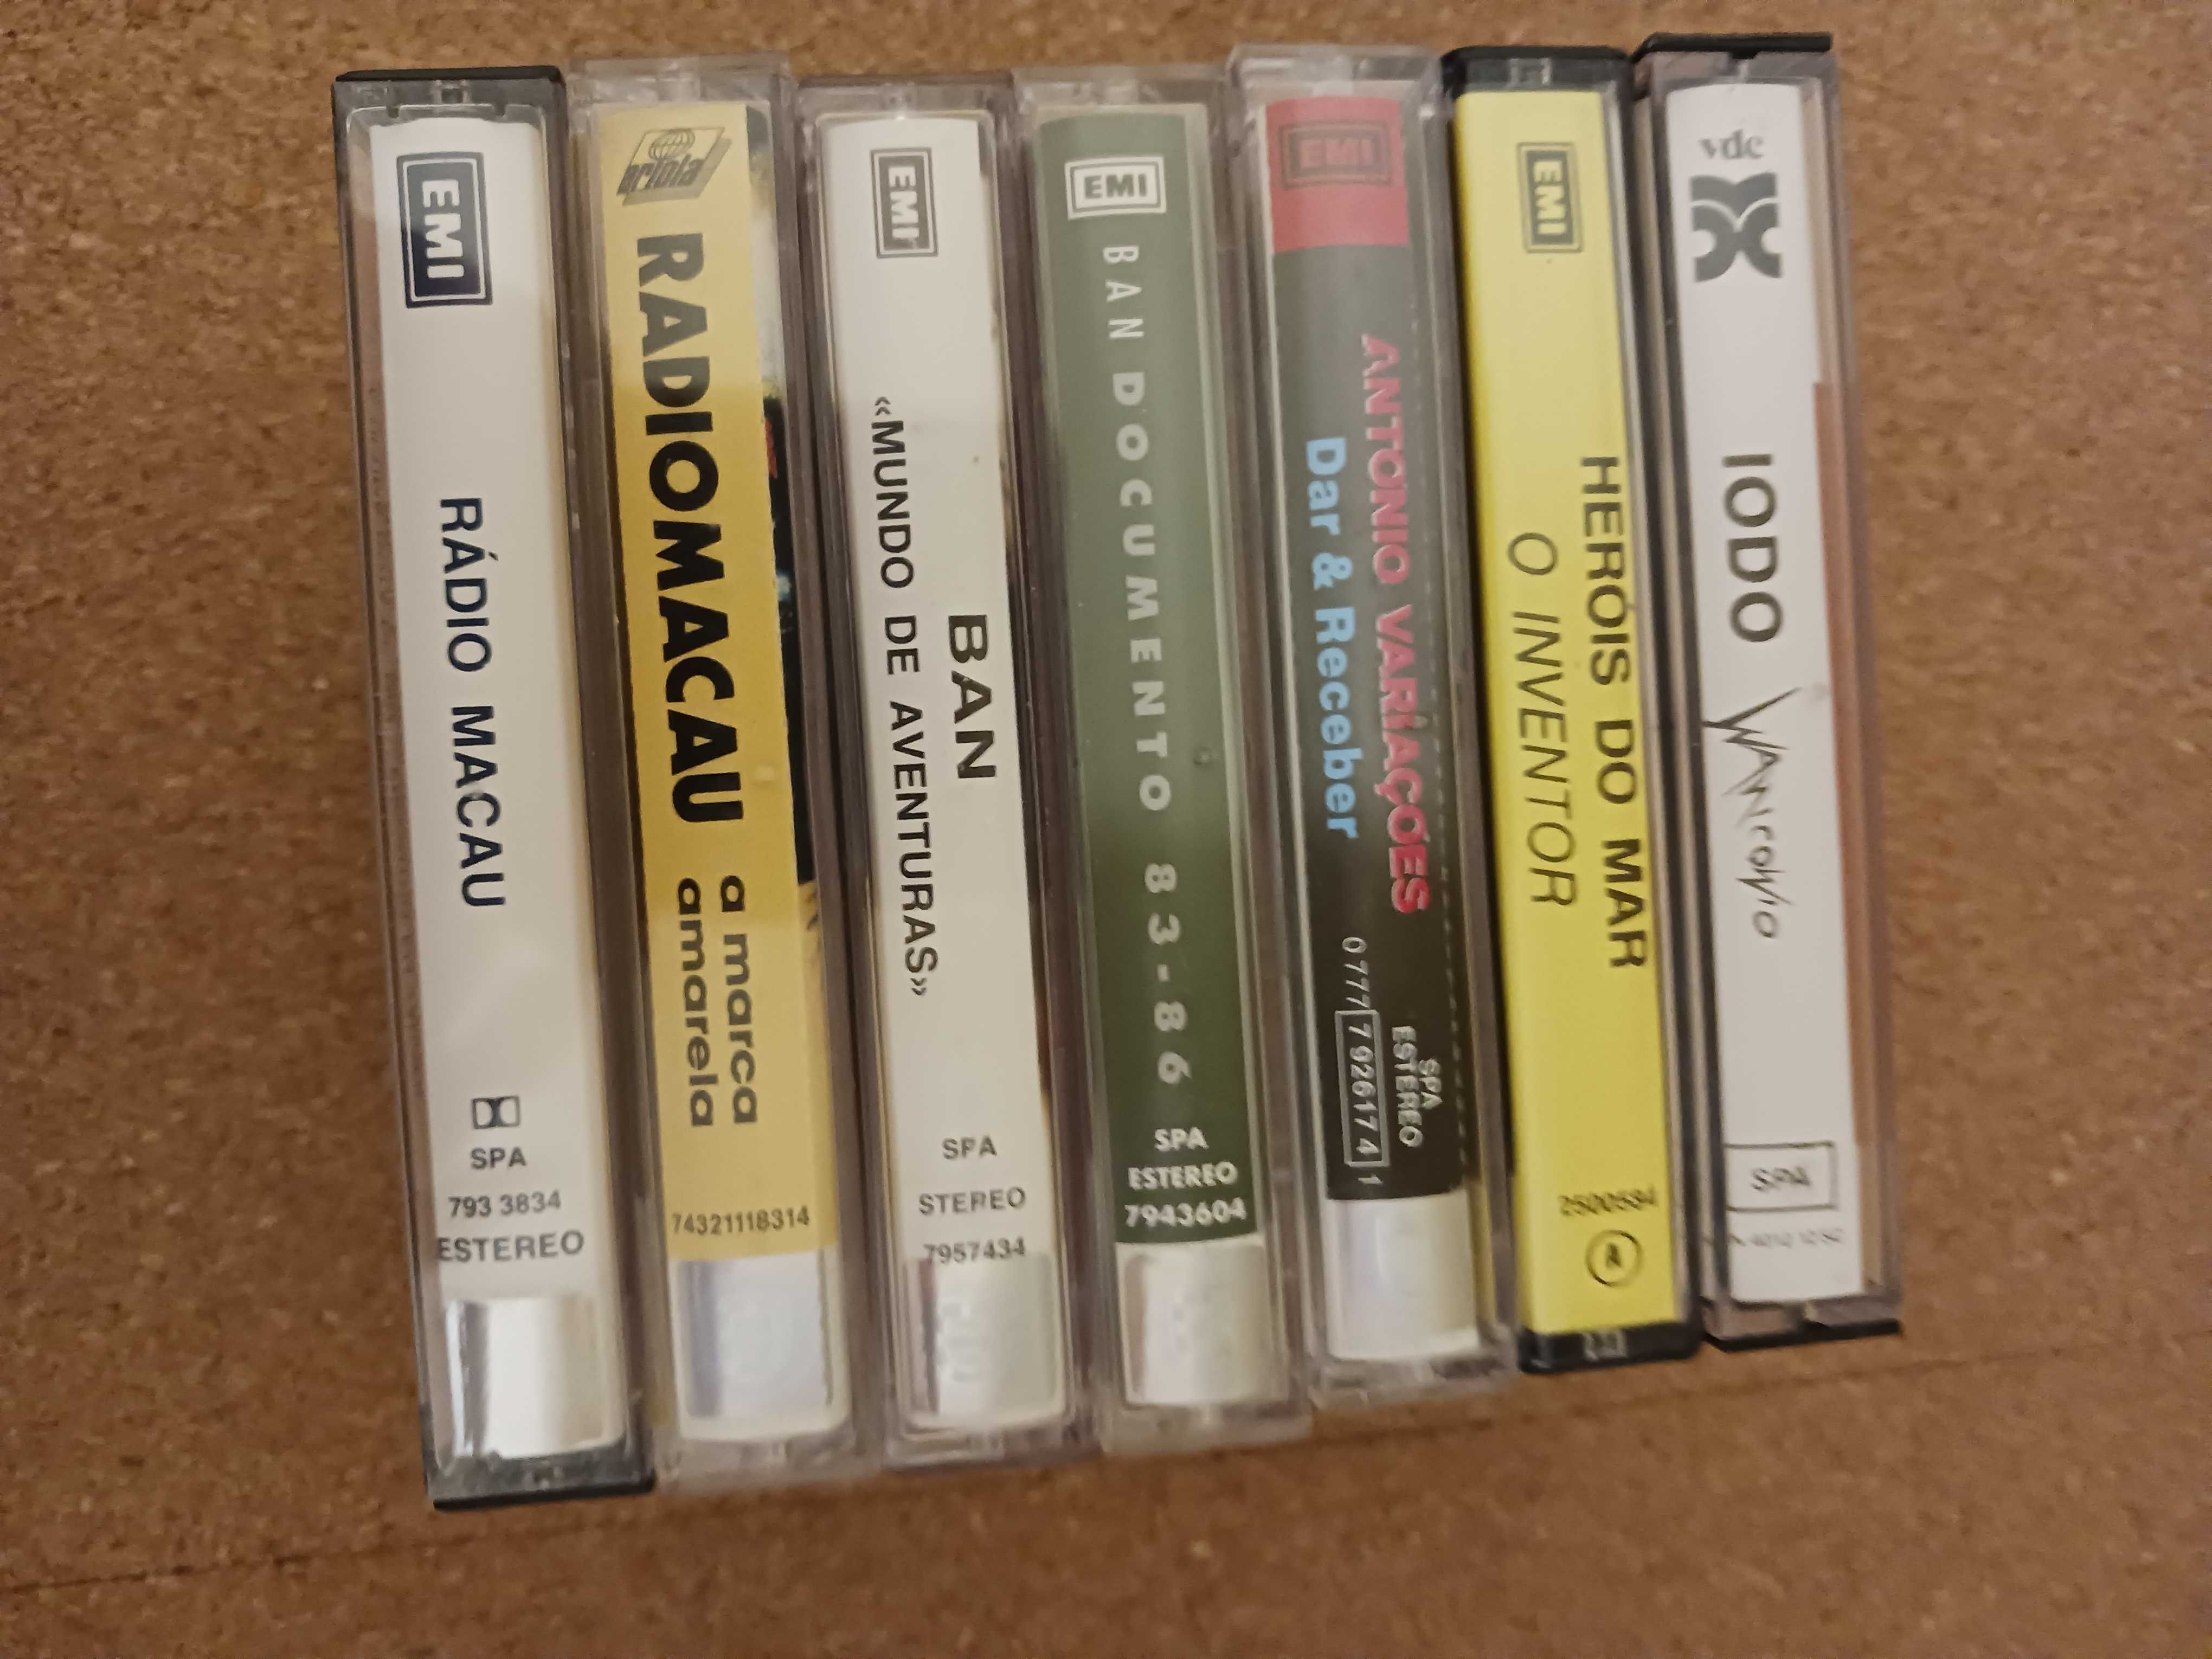 EMI
RÁDIO MACAU
SPA
793 3834
ESTEREO
ariola
RADIOMACAU
a marca
amarela
74321118314
EMI
BAN
«MUNDO DE AVENTURAS»
SPA
STEREO
7957434
EMI
BAN DOCUMENTO 83-86
SPA
ESTEREO
7943604
EMI
ANTONIO VARIAÇÕES
Dar & Receber
SPA
ESTEREO
0777 7 926174 1
EMI
HERÓIS DO MAR
O INVENTOR
2500584
vdc
IODO
SPA